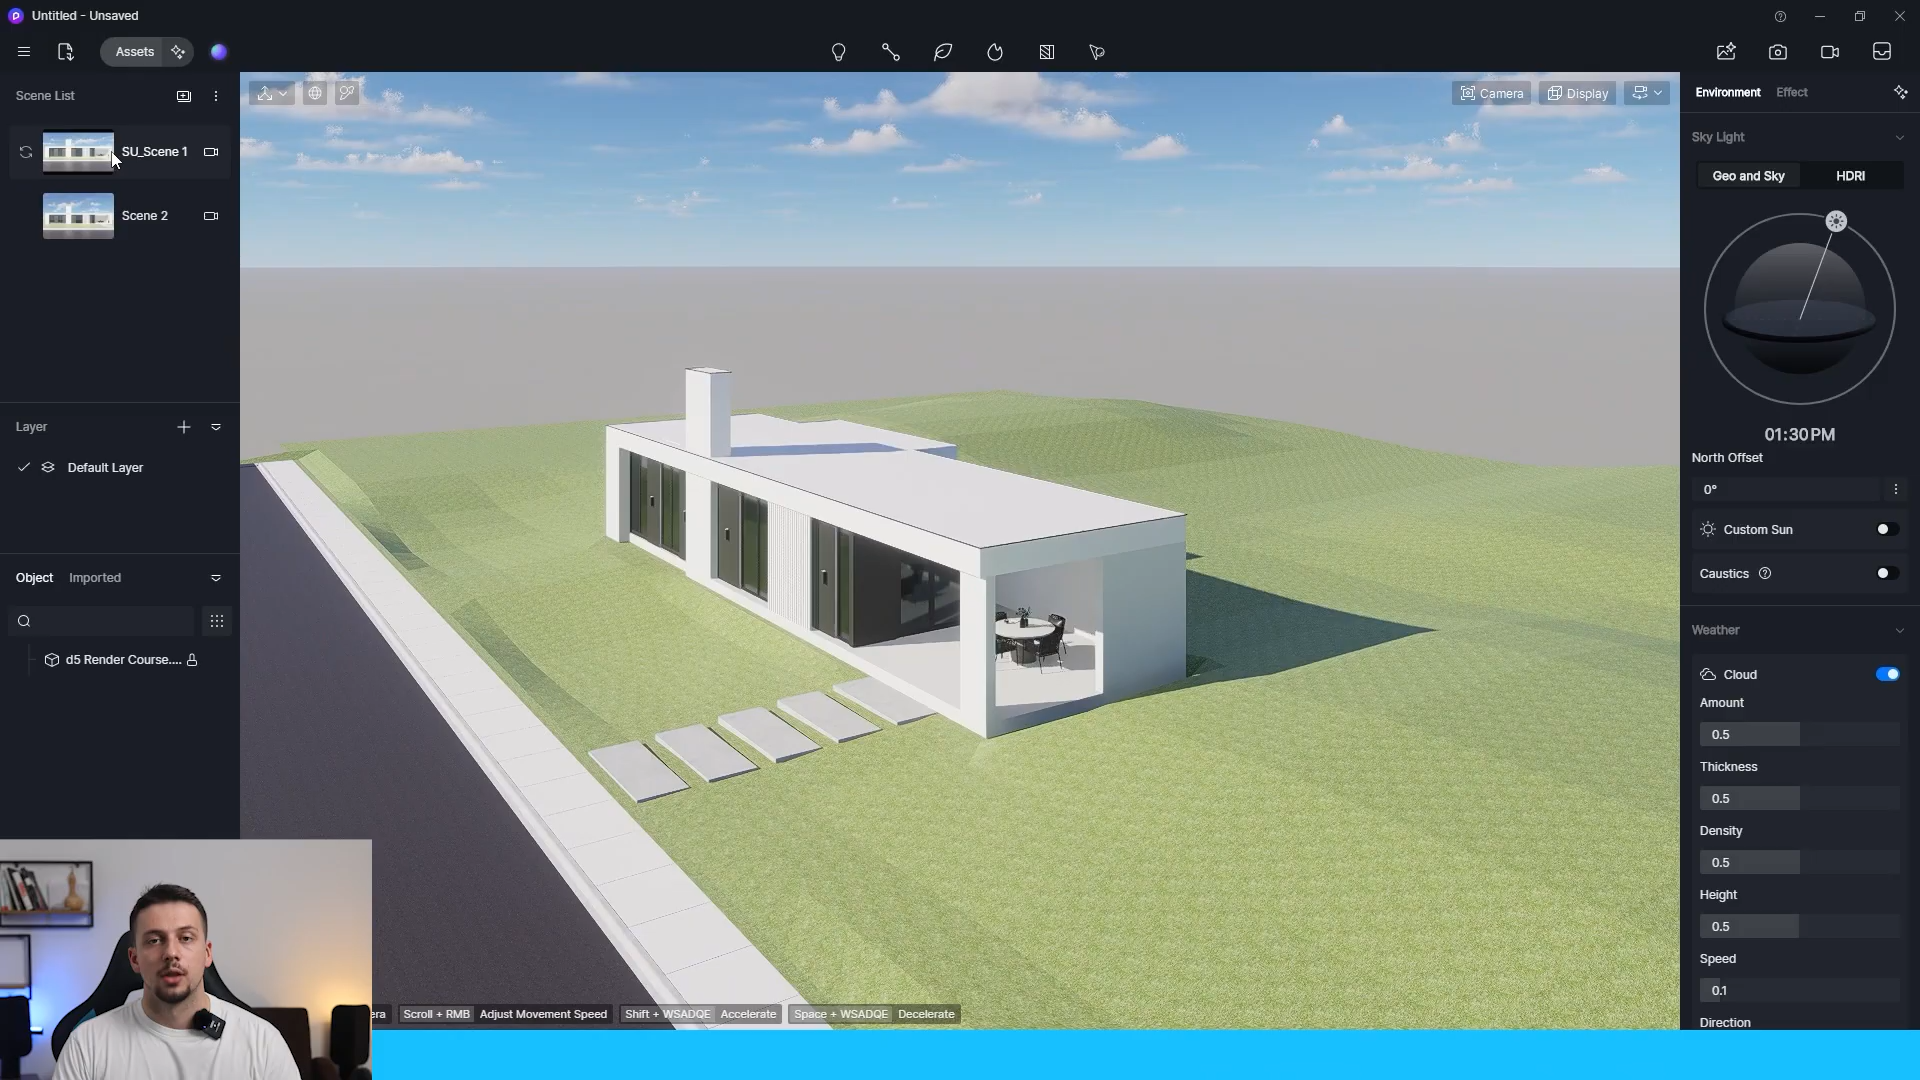 Untitled - Unsaved
Assets
Scene List
SU_Scene 1
Scene 2
Layer
Default Layer
Object
Imported
d5 Render Course....
Camera
Display
era
Scroll + RMB
Adjust Movement Speed
Shift + WSADQE
Accelerate
Space + WSADQE
Decelerate
Environment
Effect
Sky Light
Geo and Sky
HDRI
01:30PM
North Offset
0°
Custom Sun
Caustics
Weather
Cloud
Amount
0.5
Thickness
0.5
Density
0.5
Height
0.5
Speed
0.1
Direction